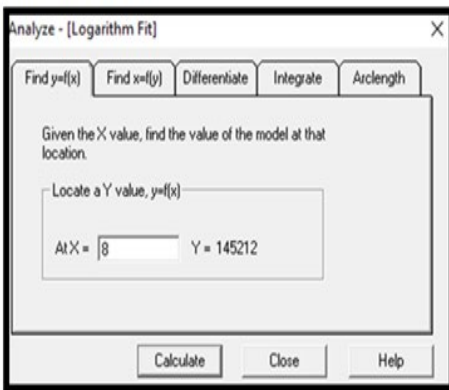 Analyze - [Logarithm Fit]
X
Find y=f(x) Find x=f(y) Differentiate Integrate Arclength
Given the X value, find the value of the model at that
location.
Locate a Y value, y=f(x)
At X = 8 Y = 145212
Calculate Close Help